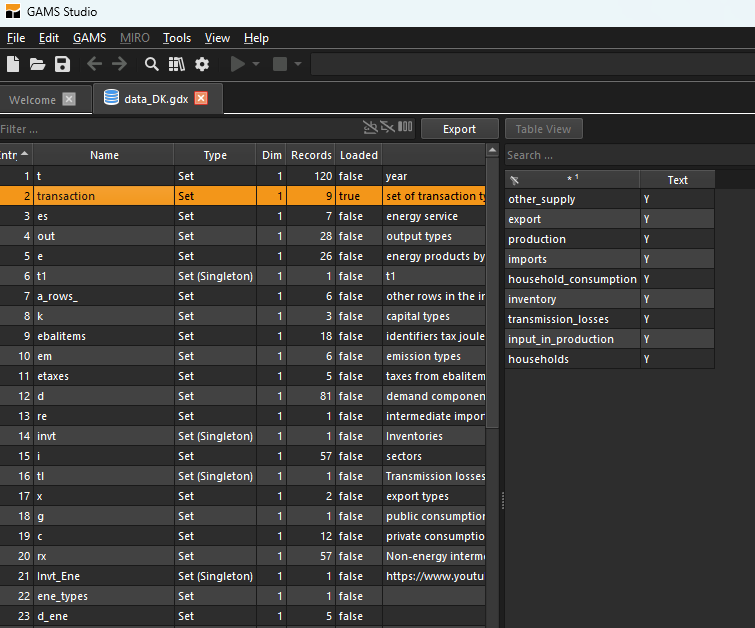 GAMS Studio
File Edit GAMS MIRO Tools View Help
Welcome data_DK.gdx
Filter ... Export Table View
Entry Name Type Dim Records Loaded
Search ...
1 t Set 1 120 false year
2 transaction Set 1 9 true set of transaction ty
3 es Set 1 7 false energy service
4 out Set 1 28 false output types
5 e Set 1 26 false energy products by
6 t1 Set (Singleton) 1 1 false t1
7 a_rows_ Set 1 6 false other rows in the in
8 k Set 1 3 false capital types
9 ebalitems Set 1 18 false identifiers tax joule
10 em Set 1 6 false emission types
11 etaxes Set 1 5 false taxes from ebalitem
12 d Set 1 81 false demand componen
13 re Set 1 1 false intermediate impor
14 invt Set (Singleton) 1 1 false Inventories
15 i Set 1 57 false sectors
16 tl Set (Singleton) 1 1 false Transmission losses
17 x Set 1 2 false export types
18 g Set 1 1 false public consumption
19 c Set 1 12 false private consumptio
20 rx Set 1 57 false Non-energy interme
21 Invt_Ene Set (Singleton) 1 1 false https://www.youtu
22 ene_types Set 1 1 false
23 d_ene Set 1 5 false
* 1 Text
other_supply Y
export Y
production Y
imports Y
household_consumption Y
inventory Y
transmission_losses Y
input_in_production Y
households Y